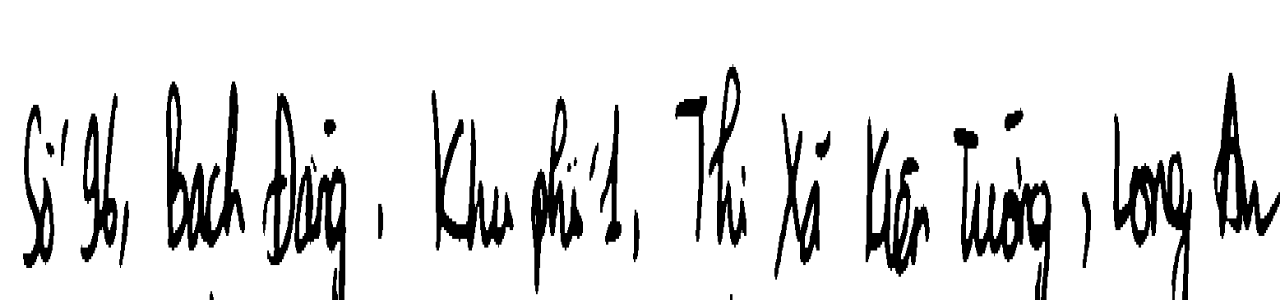 Số 96, Bạch Đằng. Khu phố 1, Thị Xã Kiến Tường, Long An